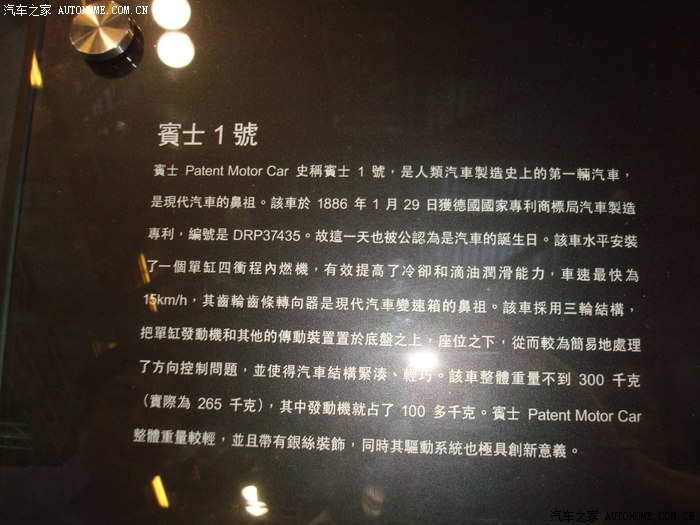 汽车之家 AUTOHOME.COM.CN
賓士 1 號
賓士 Patent Motor Car 史稱賓士 1 號，是人類汽車製造史上的第一輛汽車，
是現代汽車的鼻祖。該車於 1886 年 1 月 29 日獲德國國家專利商標局汽車製造
專利，編號是 DRP37435。故這一天也被公認為是汽車的誕生日。該車水平安裝
了一個單缸四衝程內燃機，有效提高了冷卻和滴油潤滑能力，車速最快為
15km/h，其齒輪齒條轉向器是現代汽車變速箱的鼻祖。該車採用三輪結構，
把單缸發動機和其他的傳動裝置置於底盤之上，座位之下，從而較為簡易地處理
了方向控制問題，並使得汽車結構緊湊、輕巧。該車整體重量不到 300 千克
（實際為 265 千克），其中發動機就占了 100 多千克。賓士 Patent Motor Car
整體重量較輕，並且帶有銀絲裝飾，同時其驅動系統也極具創新意義。
汽车之家 AUTOHOME.COM.CN